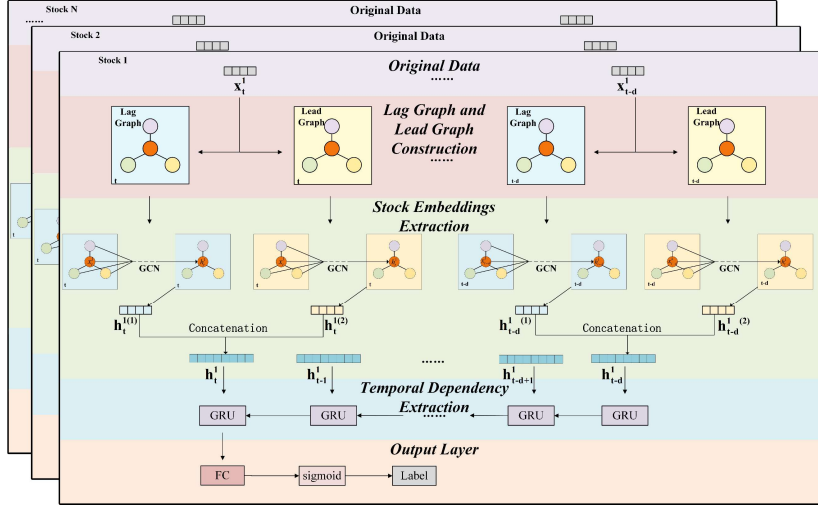 Stock N
Original Data
......
Stock 2
Original Data
Stock 1
Original Data
......
x_t^1
x_{t-d}^1
Lag Graph and
Lead Graph
Construction
......
Lag
Graph
t
Lead
Graph
t
Lag
Graph
t-d
Lead
Graph
t-d
Stock Embeddings
Extraction
GCN
t
t
GCN
t
t
GCN
t-d
t-d
GCN
t-d
t-d
h_t^{1(1)}
h_t^{1(2)}
h_{t-d}^{1 (1)}
h_{t-d}^{1 (2)}
Concatenation
Concatenation
......
h_t^1
h_{t-1}^1
h_{t-d+1}^1
h_{t-d}^1
Temporal Dependency
Extraction
GRU
GRU
......
GRU
GRU
Output Layer
FC
sigmoid
Label